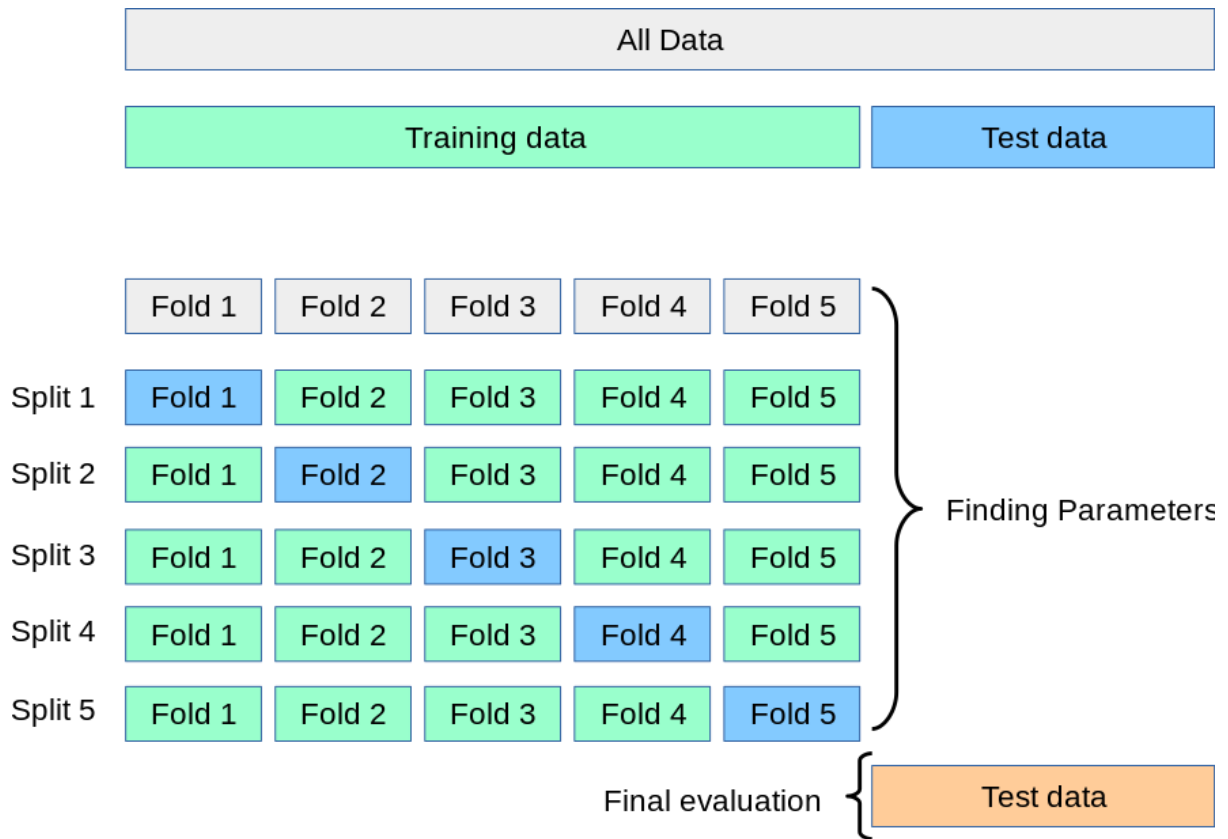 All Data
Training data Test data
Fold 1 Fold 2 Fold 3 Fold 4 Fold 5
Split 1 Fold 1 Fold 2 Fold 3 Fold 4 Fold 5
Split 2 Fold 1 Fold 2 Fold 3 Fold 4 Fold 5
Finding Parameters
Split 3 Fold 1 Fold 2 Fold 3 Fold 4 Fold 5
Split 4 Fold 1 Fold 2 Fold 3 Fold 4 Fold 5
Split 5 Fold 1 Fold 2 Fold 3 Fold 4 Fold 5
Final evaluation Test data